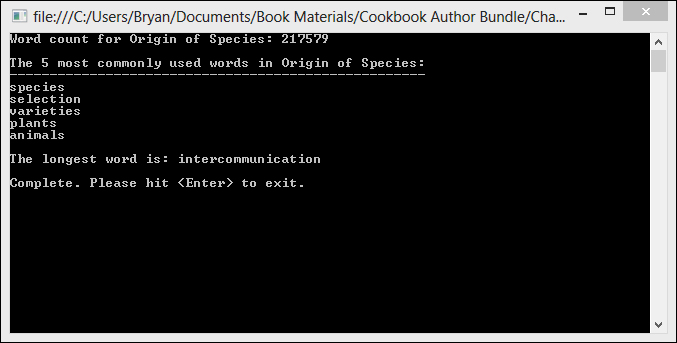 file:///C:/Users/Bryan/Documents/Book Materials/Cookbook Author Bundle/Cha...
Word count for Origin of Species: 217579
The 5 most commonly used words in Origin of Species:
----------------------------------------------------
species
selection
varieties
plants
animals
The longest word is: intercommunication
Complete. Please hit <Enter> to exit.